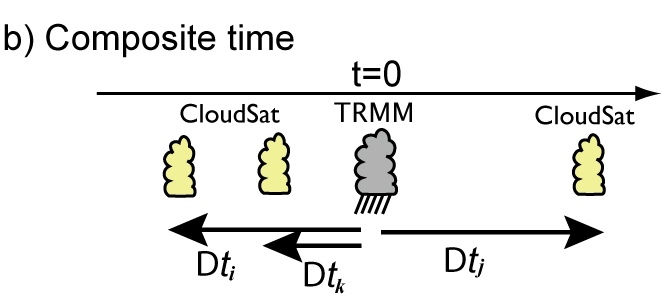 b) Composite time
t=0
CloudSat TRMM CloudSat
Dti Dtk Dtj